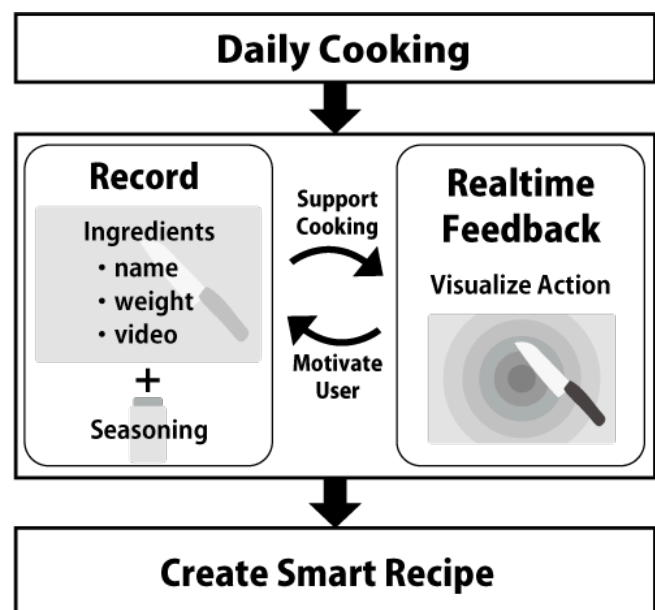 Daily Cooking
Record
Ingredients
・name
・weight
・video
+
Seasoning
Support
Cooking
Motivate
User
Realtime
Feedback
Visualize Action
Create Smart Recipe